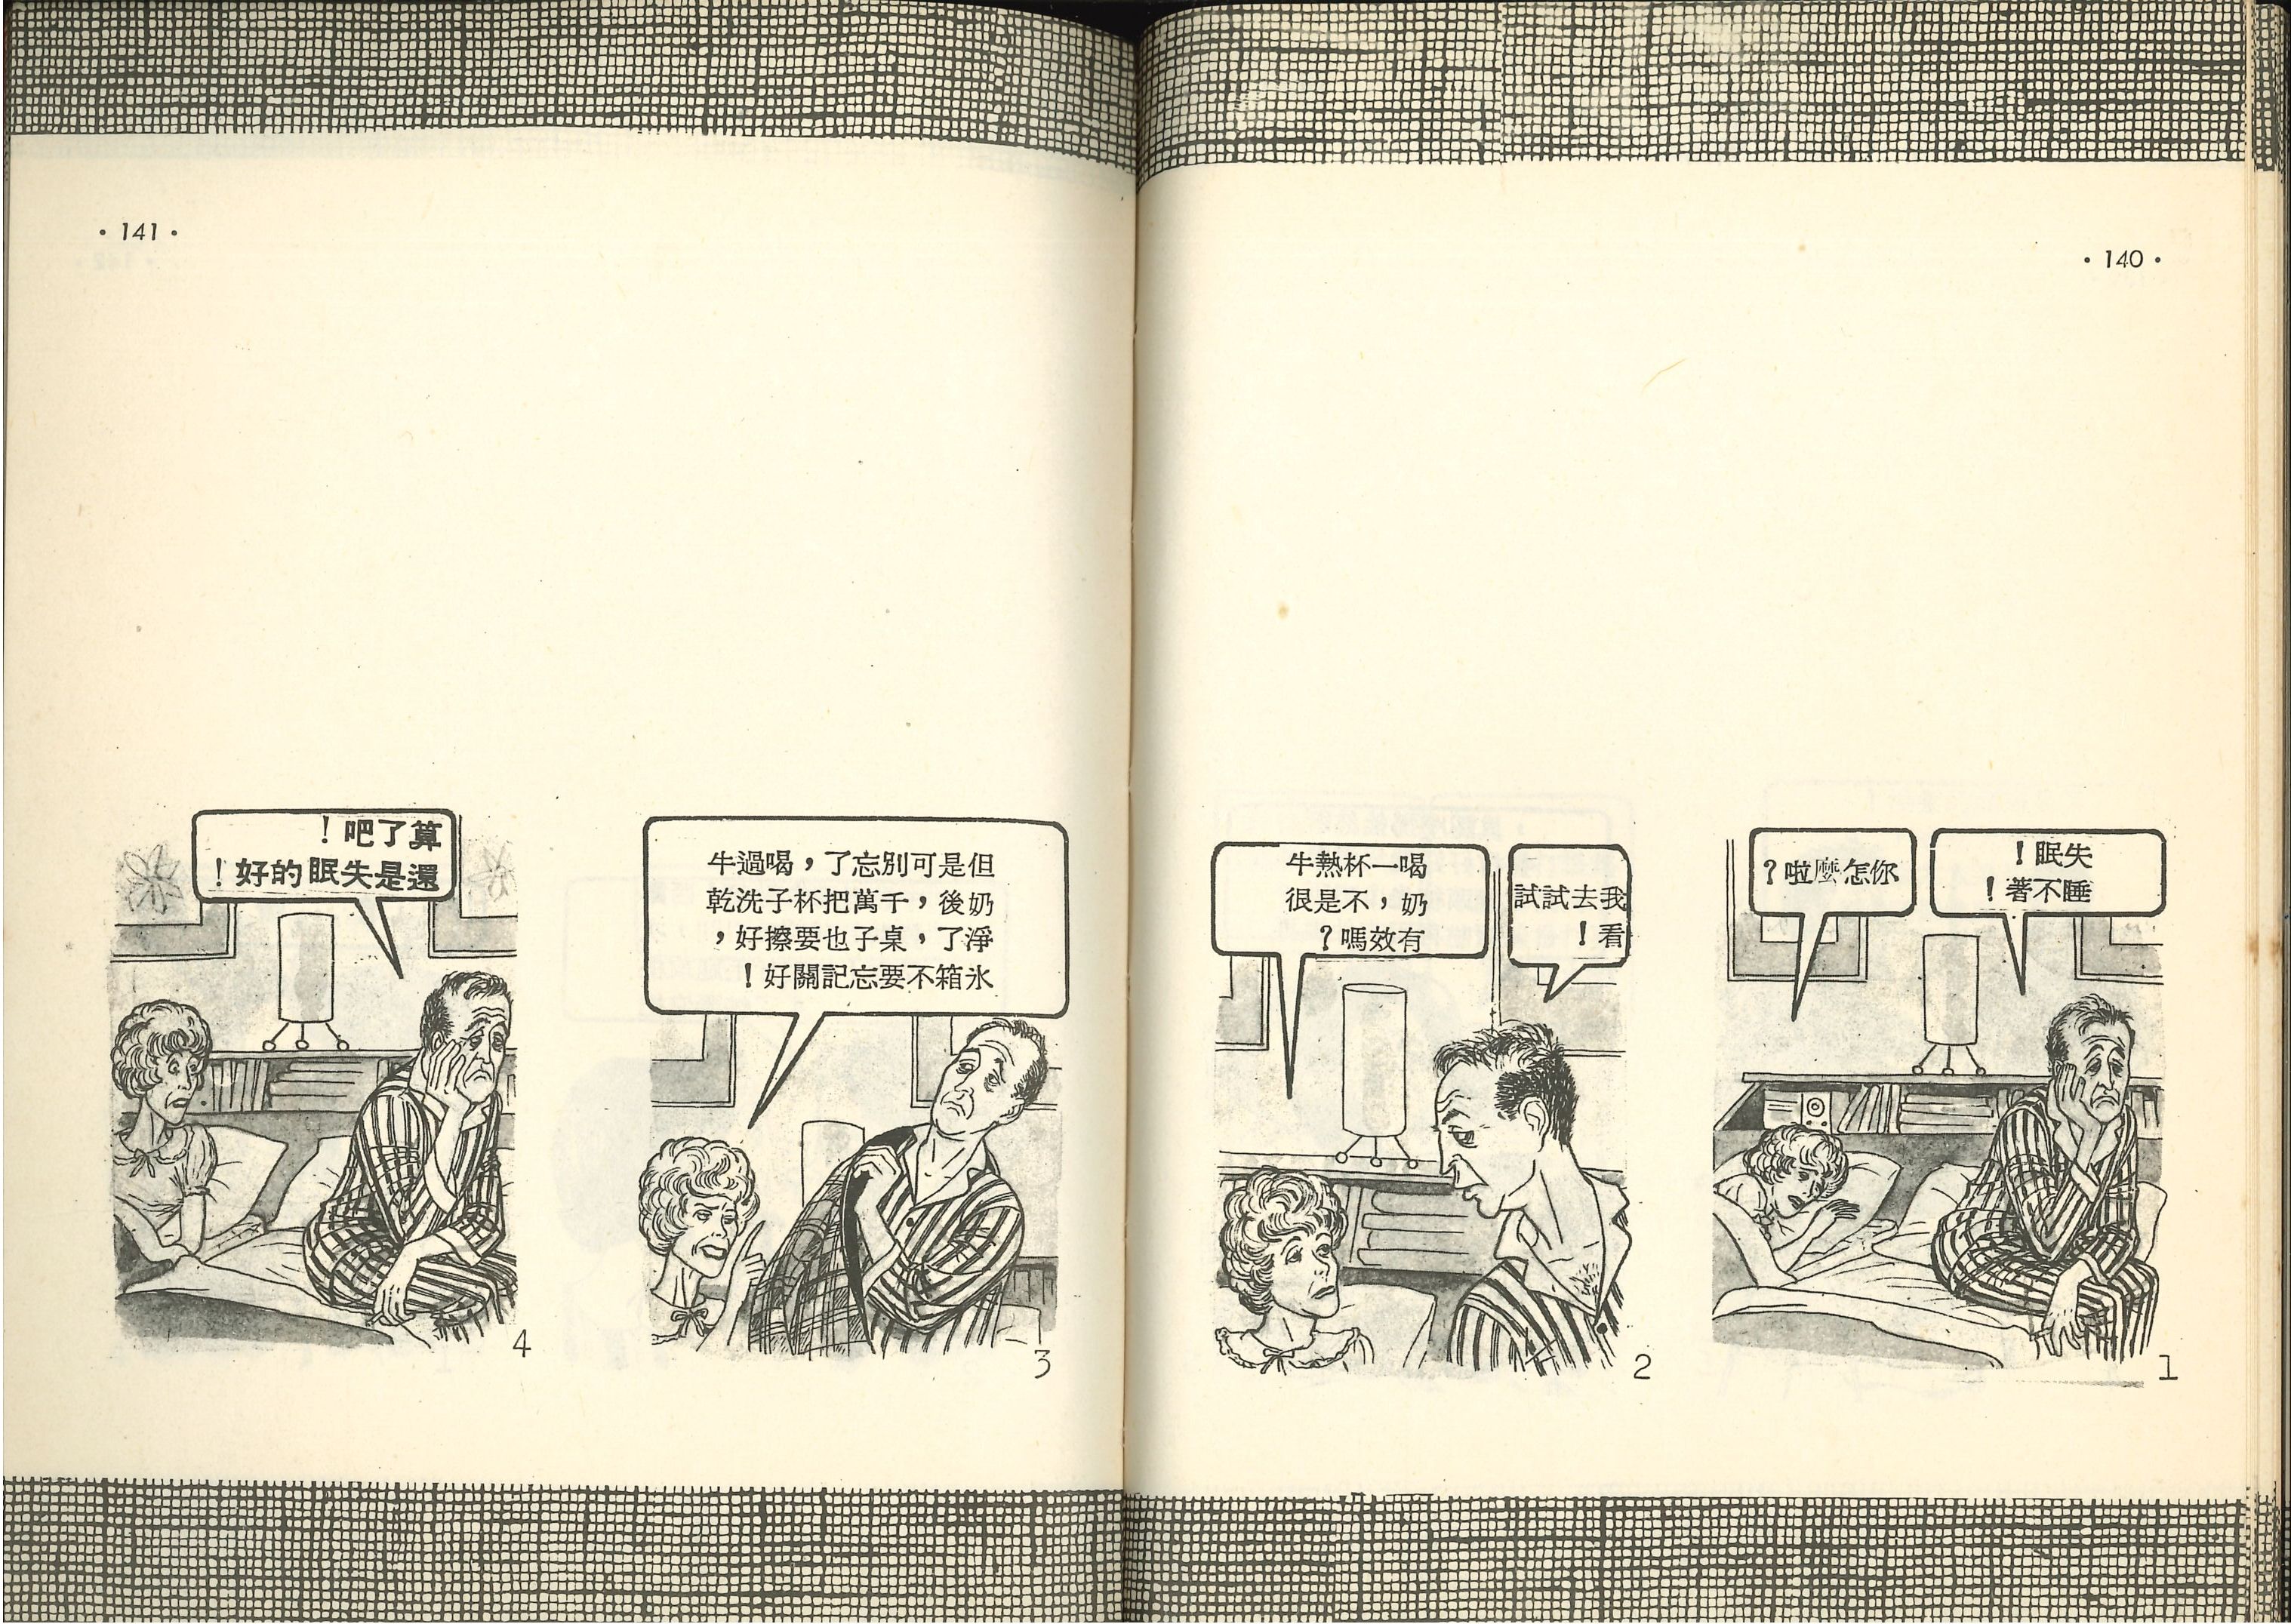 • 140 •
你怎麼啦？
失眠！
睡不著！
1
喝一杯熱牛
奶，不是很
有效嗎？
我去試試
看！
2
• 141 •
但是可別忘了，喝過牛
奶後，千萬把杯子洗乾
淨了，桌子也要擦好，
氷箱不要忘記關好！
3
算了吧！
還是失眠的好！
4